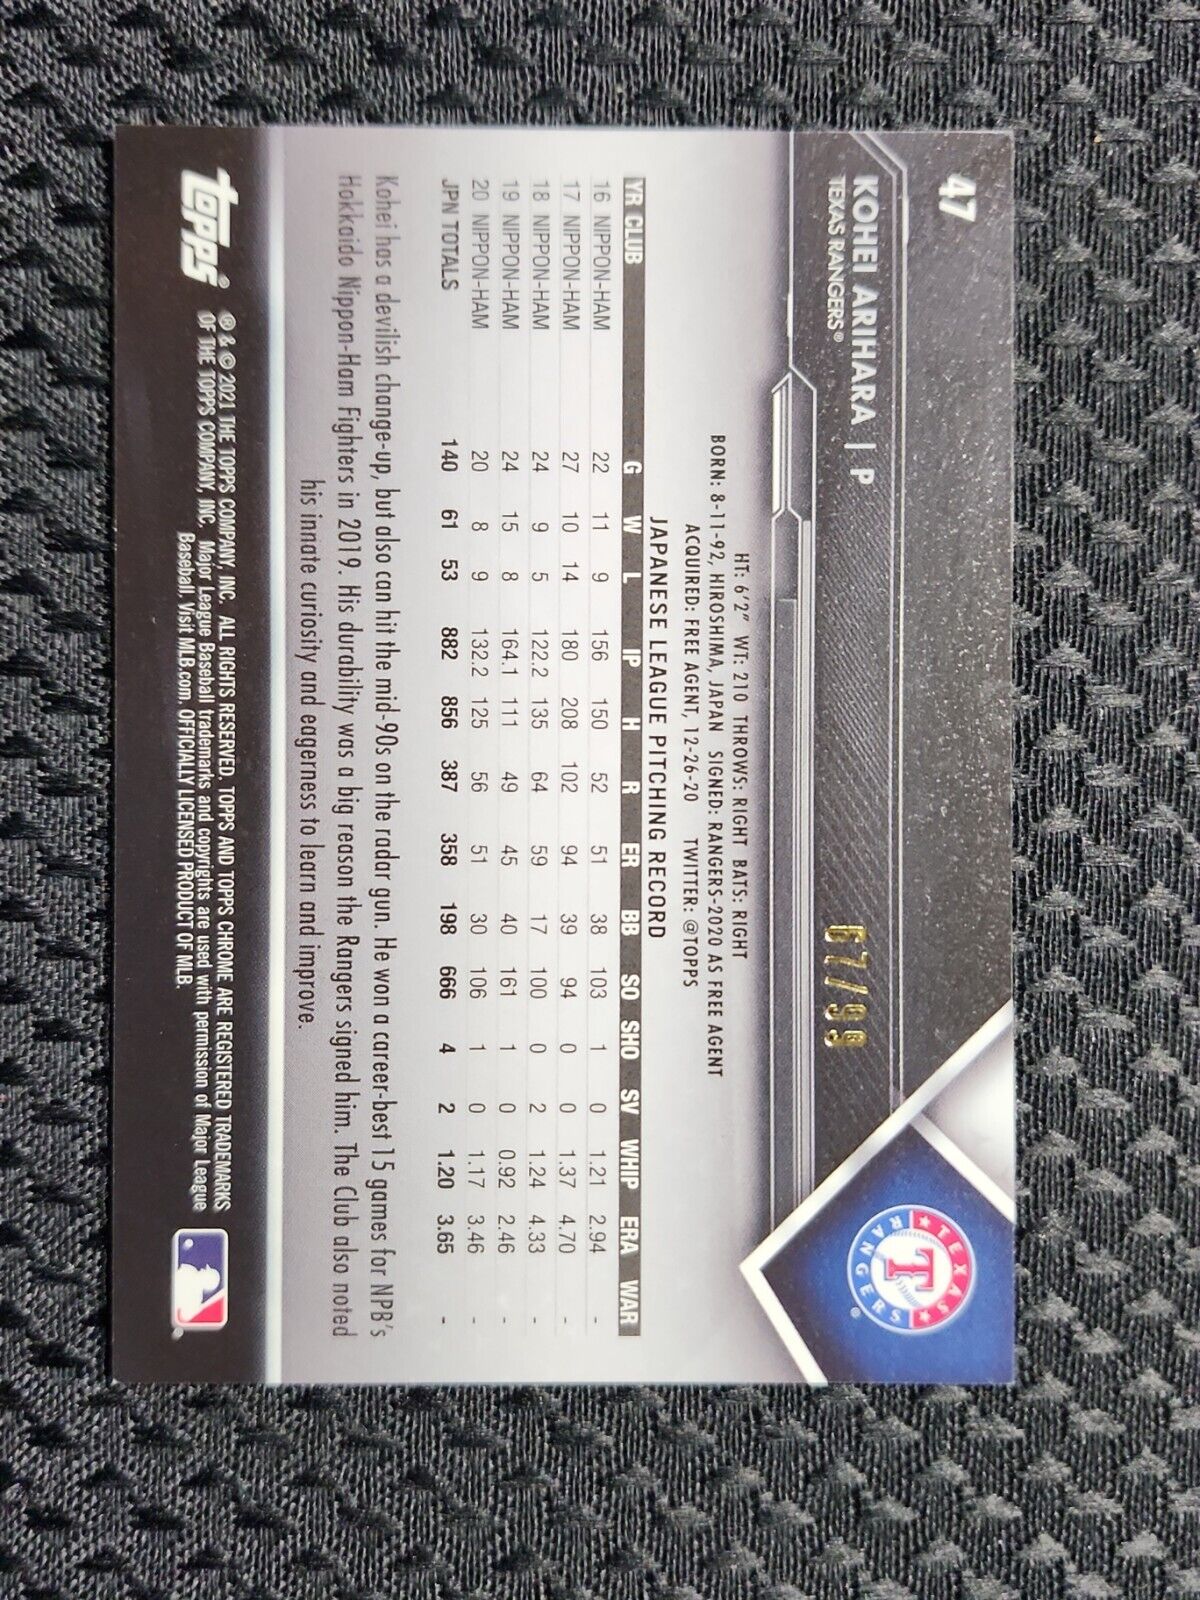 47
KOHEI ARIHARA | P
TEXAS RANGERS®
67/99
TEXAS RANGERS
T
®
HT: 6'2" WT: 210 THROWS: RIGHT BATS: RIGHT
BORN: 8-11-92, HIROSHIMA, JAPAN SIGNED: RANGERS-2020 AS FREE AGENT
ACQUIRED: FREE AGENT, 12-26-20 TWITTER: @TOPPS
JAPANESE LEAGUE PITCHING RECORD
YR CLUB G W L IP H R ER BB SO SHO SV WHIP ERA WAR
16 NIPPON-HAM 22 11 9 156 150 52 51 38 103 1 0 1.21 2.94 -
17 NIPPON-HAM 27 10 14 180 208 102 94 39 94 0 0 1.37 4.70 -
18 NIPPON-HAM 24 9 5 122.2 135 64 59 17 100 0 2 1.24 4.33 -
19 NIPPON-HAM 24 15 8 164.1 111 49 45 40 161 1 0 0.92 2.46 -
20 NIPPON-HAM 20 8 9 132.2 125 56 51 30 106 1 0 1.17 3.46 -
JPN TOTALS 140 61 53 882 856 387 358 198 666 4 2 1.20 3.65 -
Kohei has a devilish change-up, but also can hit the mid-90s on the radar gun. He won a career-best 15 games for NPB's
Hokkaido Nippon-Ham Fighters in 2019. His durability was a big reason the Rangers signed him. The Club also noted
his innate curiosity and eagerness to learn and improve.
topps®
® & © 2021 THE TOPPS COMPANY, INC. ALL RIGHTS RESERVED. TOPPS AND TOPPS CHROME ARE REGISTERED TRADEMARKS
OF THE TOPPS COMPANY, INC. Major League Baseball trademarks and copyrights are used with permission of Major League
Baseball. Visit MLB.com. OFFICIALLY LICENSED PRODUCT OF MLB.
®